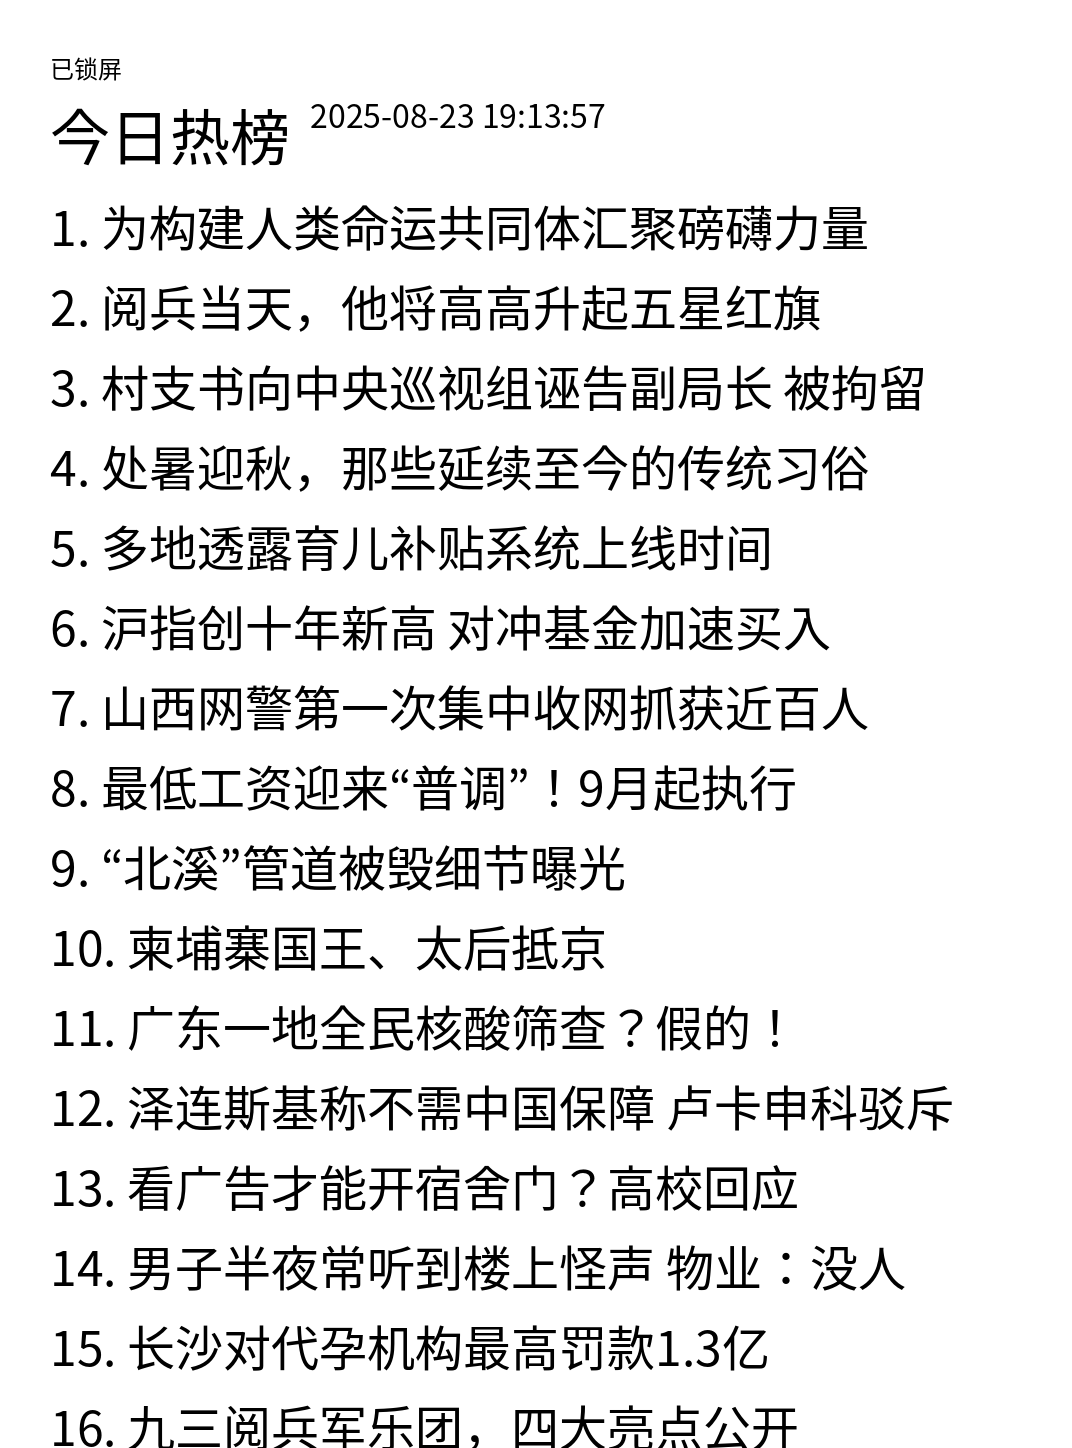 已锁屏
今日热榜 2025-08-23 19:13:57
1. 为构建人类命运共同体汇聚磅礴力量
2. 阅兵当天，他将高高升起五星红旗
3. 村支书向中央巡视组诬告副局长 被拘留
4. 处暑迎秋，那些延续至今的传统习俗
5. 多地透露育儿补贴系统上线时间
6. 沪指创十年新高 对冲基金加速买入
7. 山西网警第一次集中收网抓获近百人
8. 最低工资迎来“普调”！9月起执行
9. “北溪”管道被毁细节曝光
10. 柬埔寨国王、太后抵京
11. 广东一地全民核酸筛查？假的！
12. 泽连斯基称不需中国保障 卢卡申科驳斥
13. 看广告才能开宿舍门？高校回应
14. 男子半夜常听到楼上怪声 物业：没人
15. 长沙对代孕机构最高罚款1.3亿
16. 九三阅兵军乐团，四大亮点公开